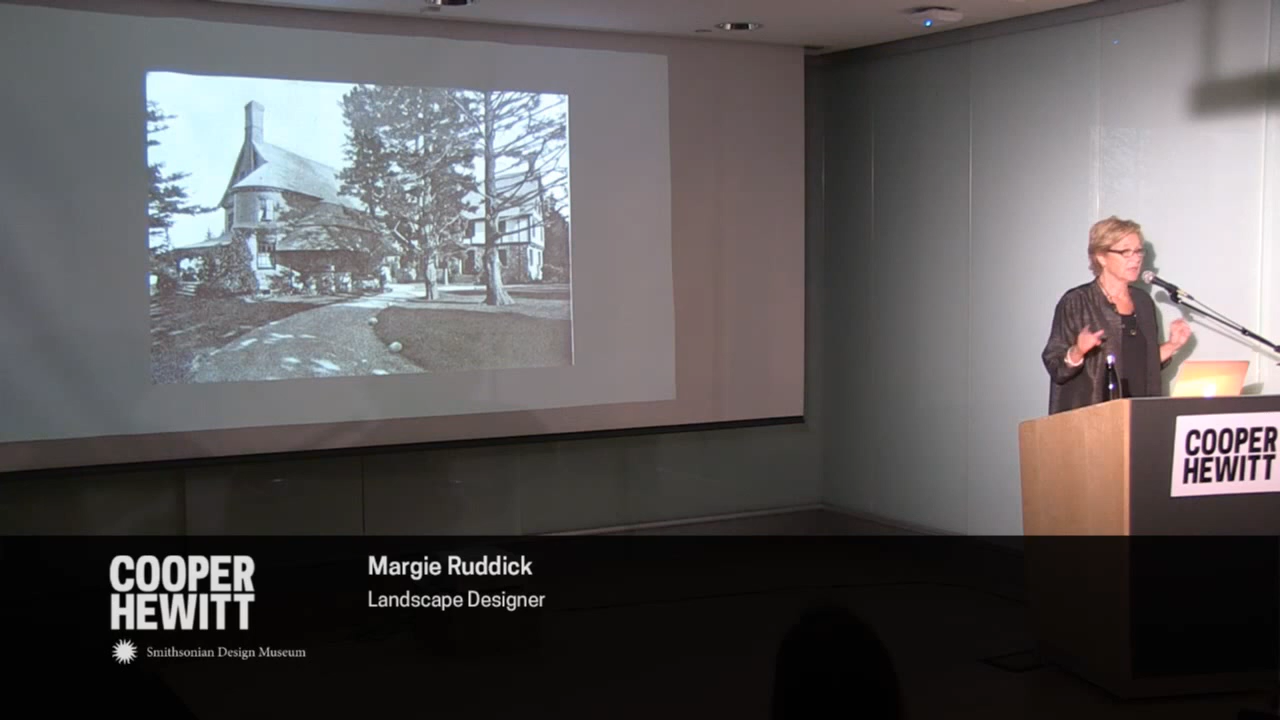 COOPER
HEWITT
COOPER
HEWITT
Smithsonian Design Museum
Margie Ruddick
Landscape Designer